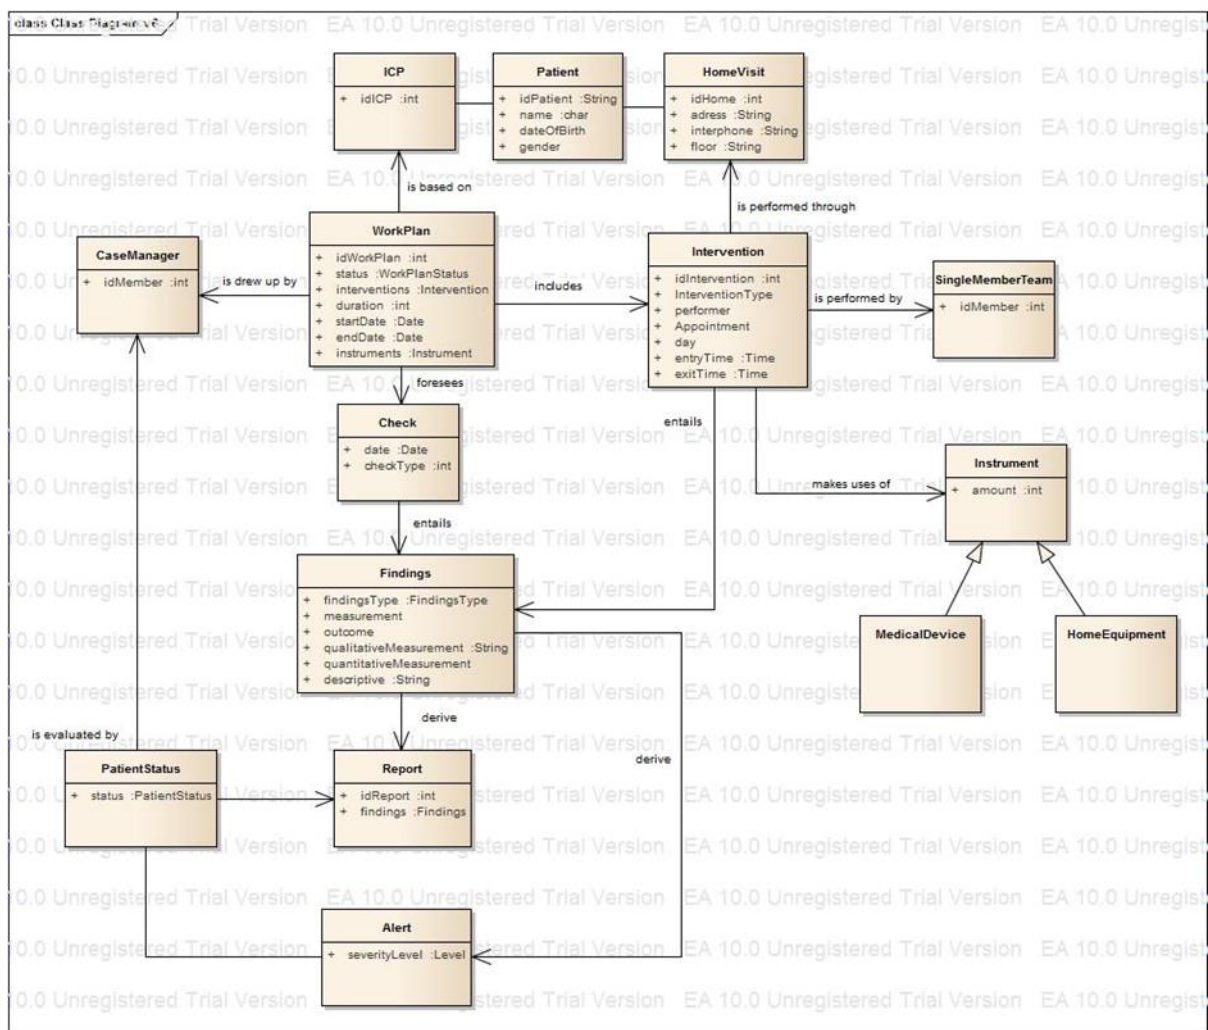 class Class Diagram v6
ICP
+ idICP :int
Patient
+ idPatient :String
+ name :char
+ dateOfBirth
+ gender
HomeVisit
+ idHome :int
+ adress :String
+ interphone :String
+ floor :String
is based on
is performed through
WorkPlan
+ idWorkPlan :int
+ status :WorkPlanStatus
+ interventions :Intervention
+ duration :int
+ startDate :Date
+ endDate :Date
+ instruments :Instrument
CaseManager
+ idMember :int
is drew up by
includes
Intervention
+ idIntervention :int
+ InterventionType
+ performer
+ Appointment
+ day
+ entryTime :Time
+ exitTime :Time
is performed by
SingleMemberTeam
+ idMember :int
foresees
Check
+ date :Date
+ checkType :int
entails
Instrument
+ amount :int
makes uses of
entails
Findings
+ findingsType :FindingsType
+ measurement
+ outcome
+ qualitativeMeasurement :String
+ quantitativeMeasurement
+ descriptive :String
MedicalDevice
HomeEquipment
derive
is evaluated by
derive
PatientStatus
+ status :PatientStatus
Report
+ idReport :int
+ findings :Findings
Alert
+ severityLevel :Level
EA 10.0 Unregistered Trial Version